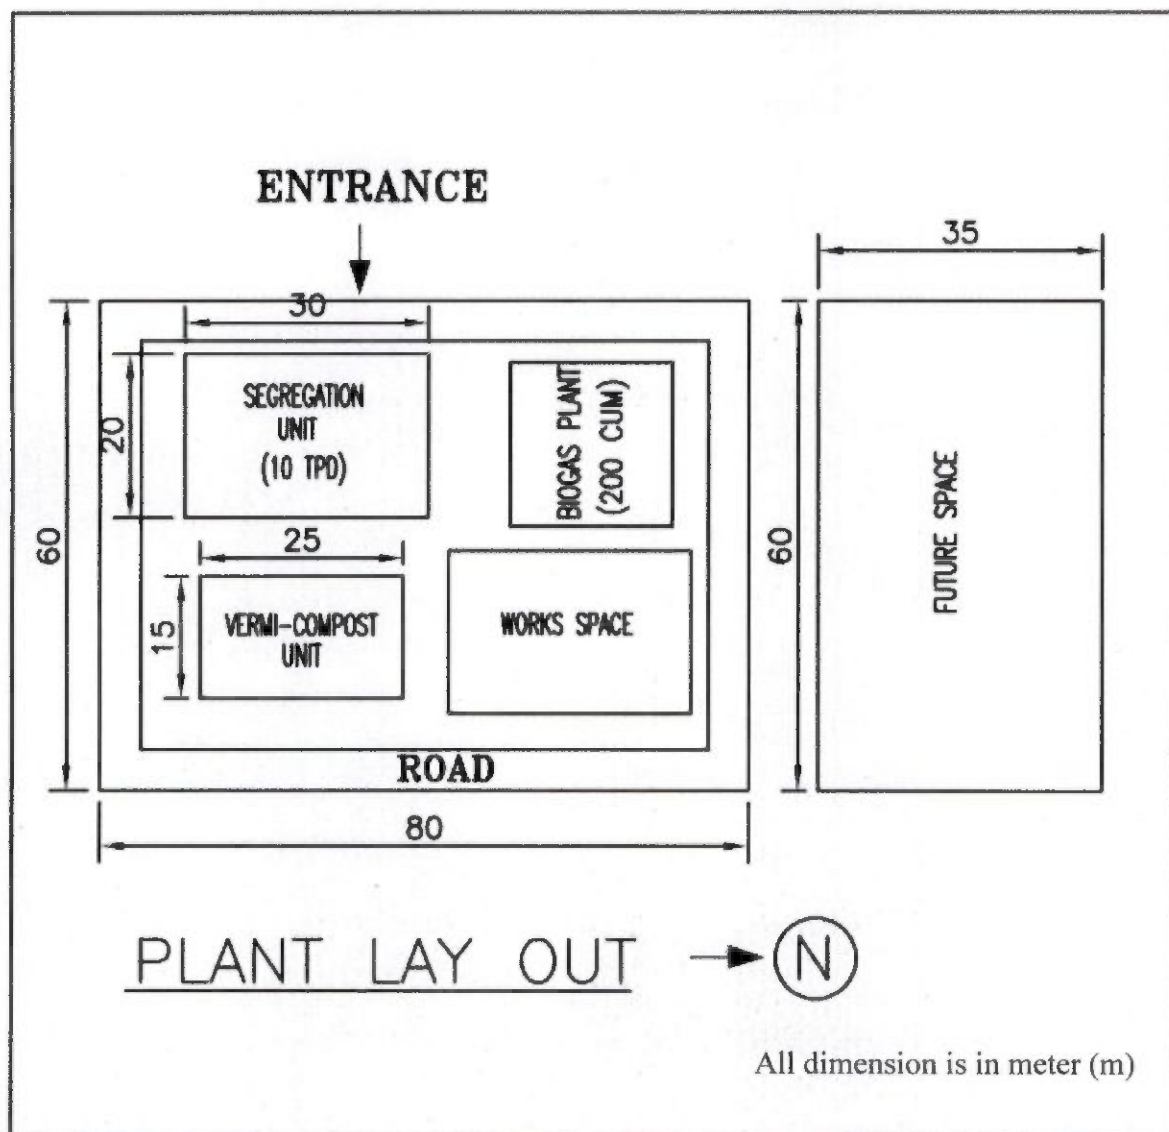 ENTRANCE
35
30
SEGREGATION
UNIT
(10 TPD)
20
BIOGAS PLANT
(200 CUM)
60
25
15
VERMI-COMPOST
UNIT
WORKS SPACE
60
FUTURE SPACE
ROAD
80
PLANT LAY OUT
N
All dimension is in meter (m)